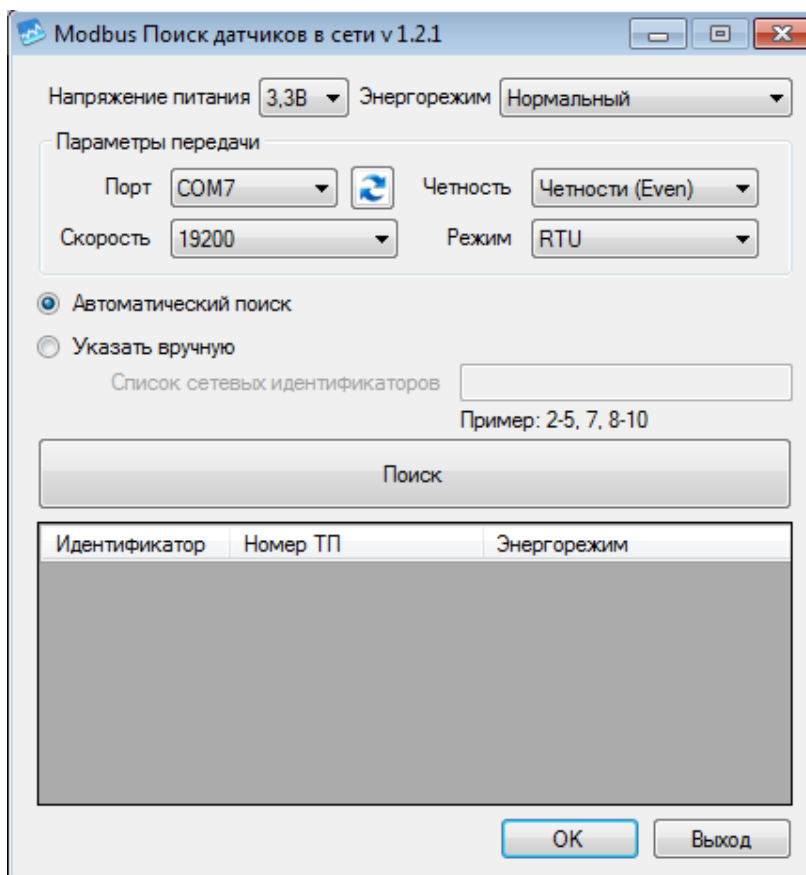 Modbus Поиск датчиков в сети v 1.2.1
Напряжение питания 3,3В Энергорежим Нормальный
Параметры передачи
Порт COM7 Четность Четности (Even)
Скорость 19200 Режим RTU
Автоматический поиск
Указать вручную
Список сетевых идентификаторов
Пример: 2-5, 7, 8-10
Поиск
Идентификатор Номер ТП Энергорежим
OK Выход